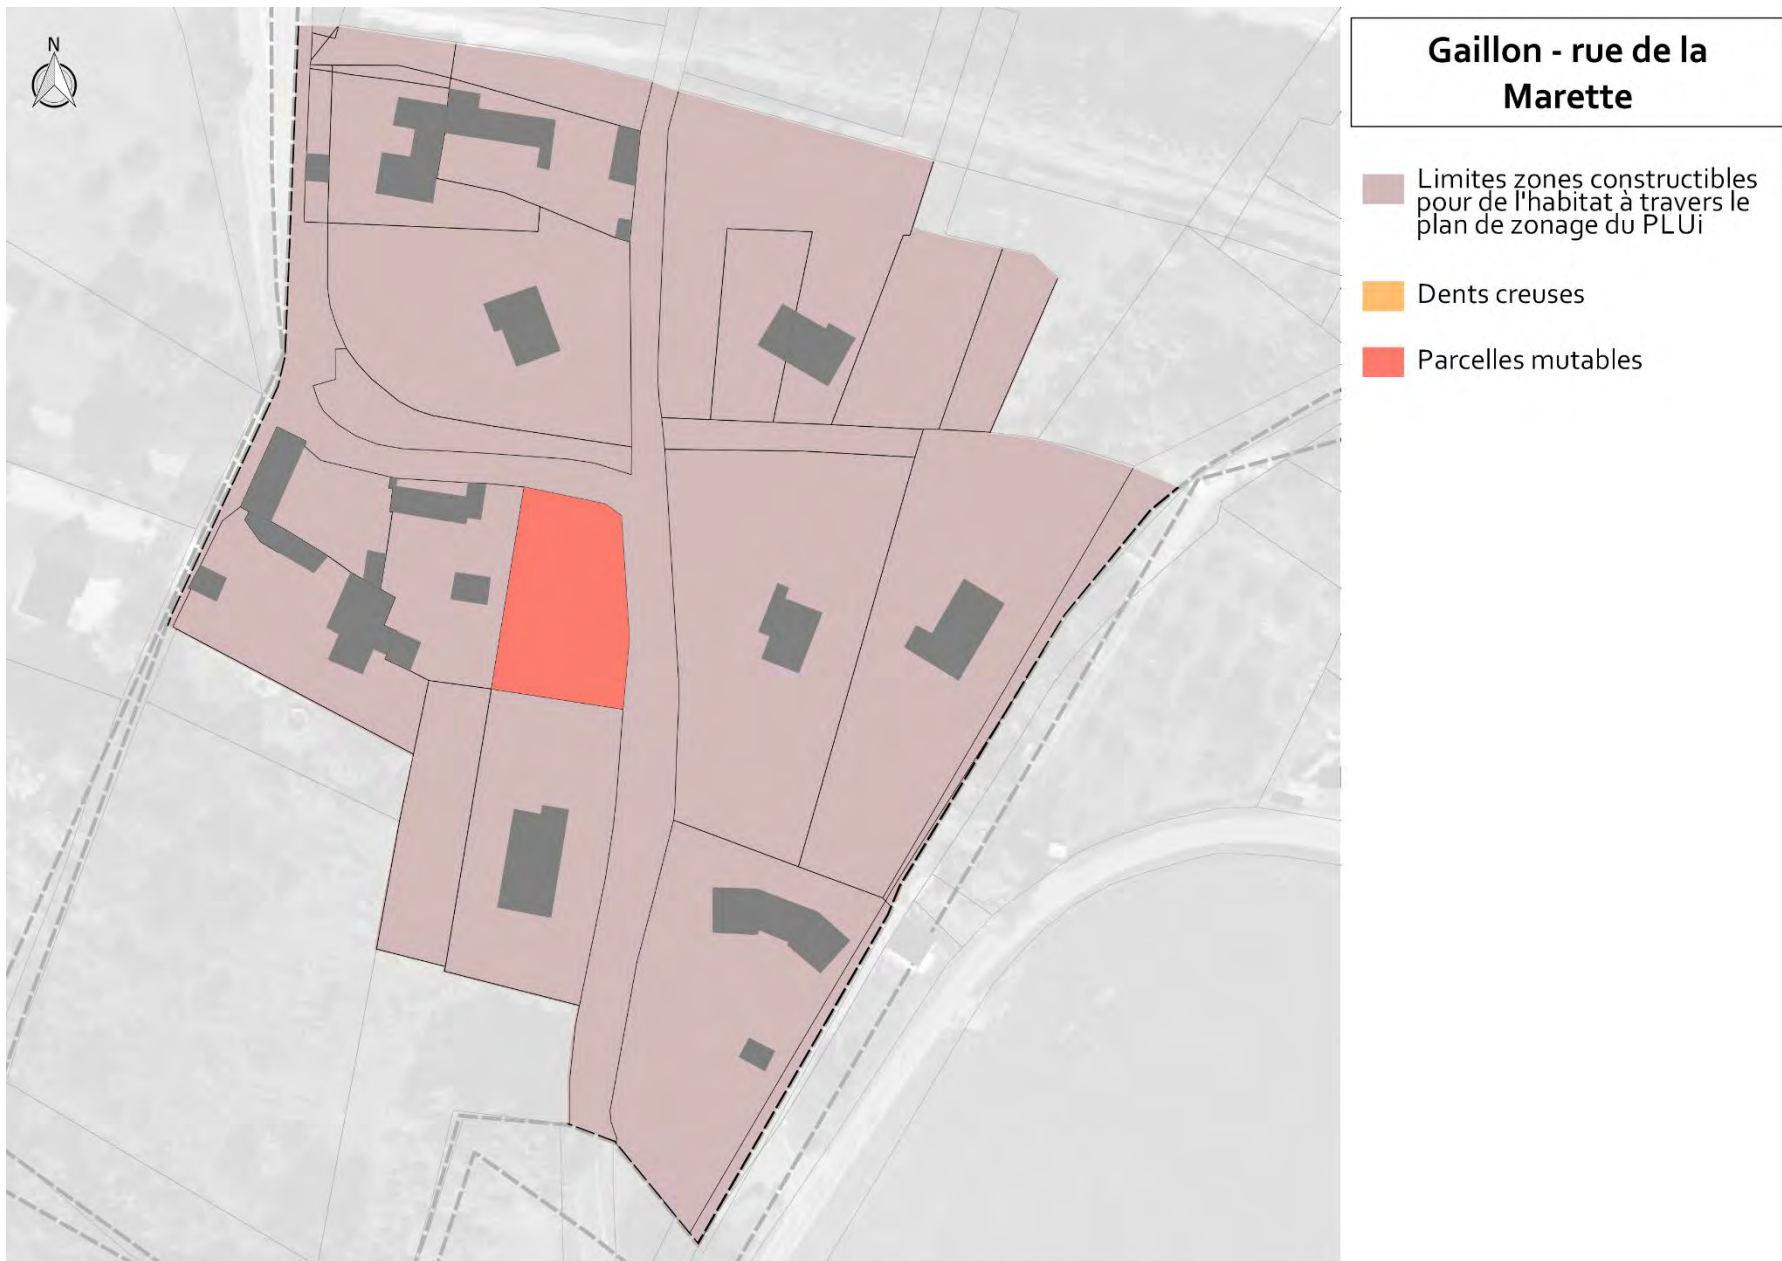 N
Gaillon - rue de la
Marette
Limites zones constructibles
pour de l'habitat à travers le
plan de zonage du PLUi
Dents creuses
Parcelles mutables